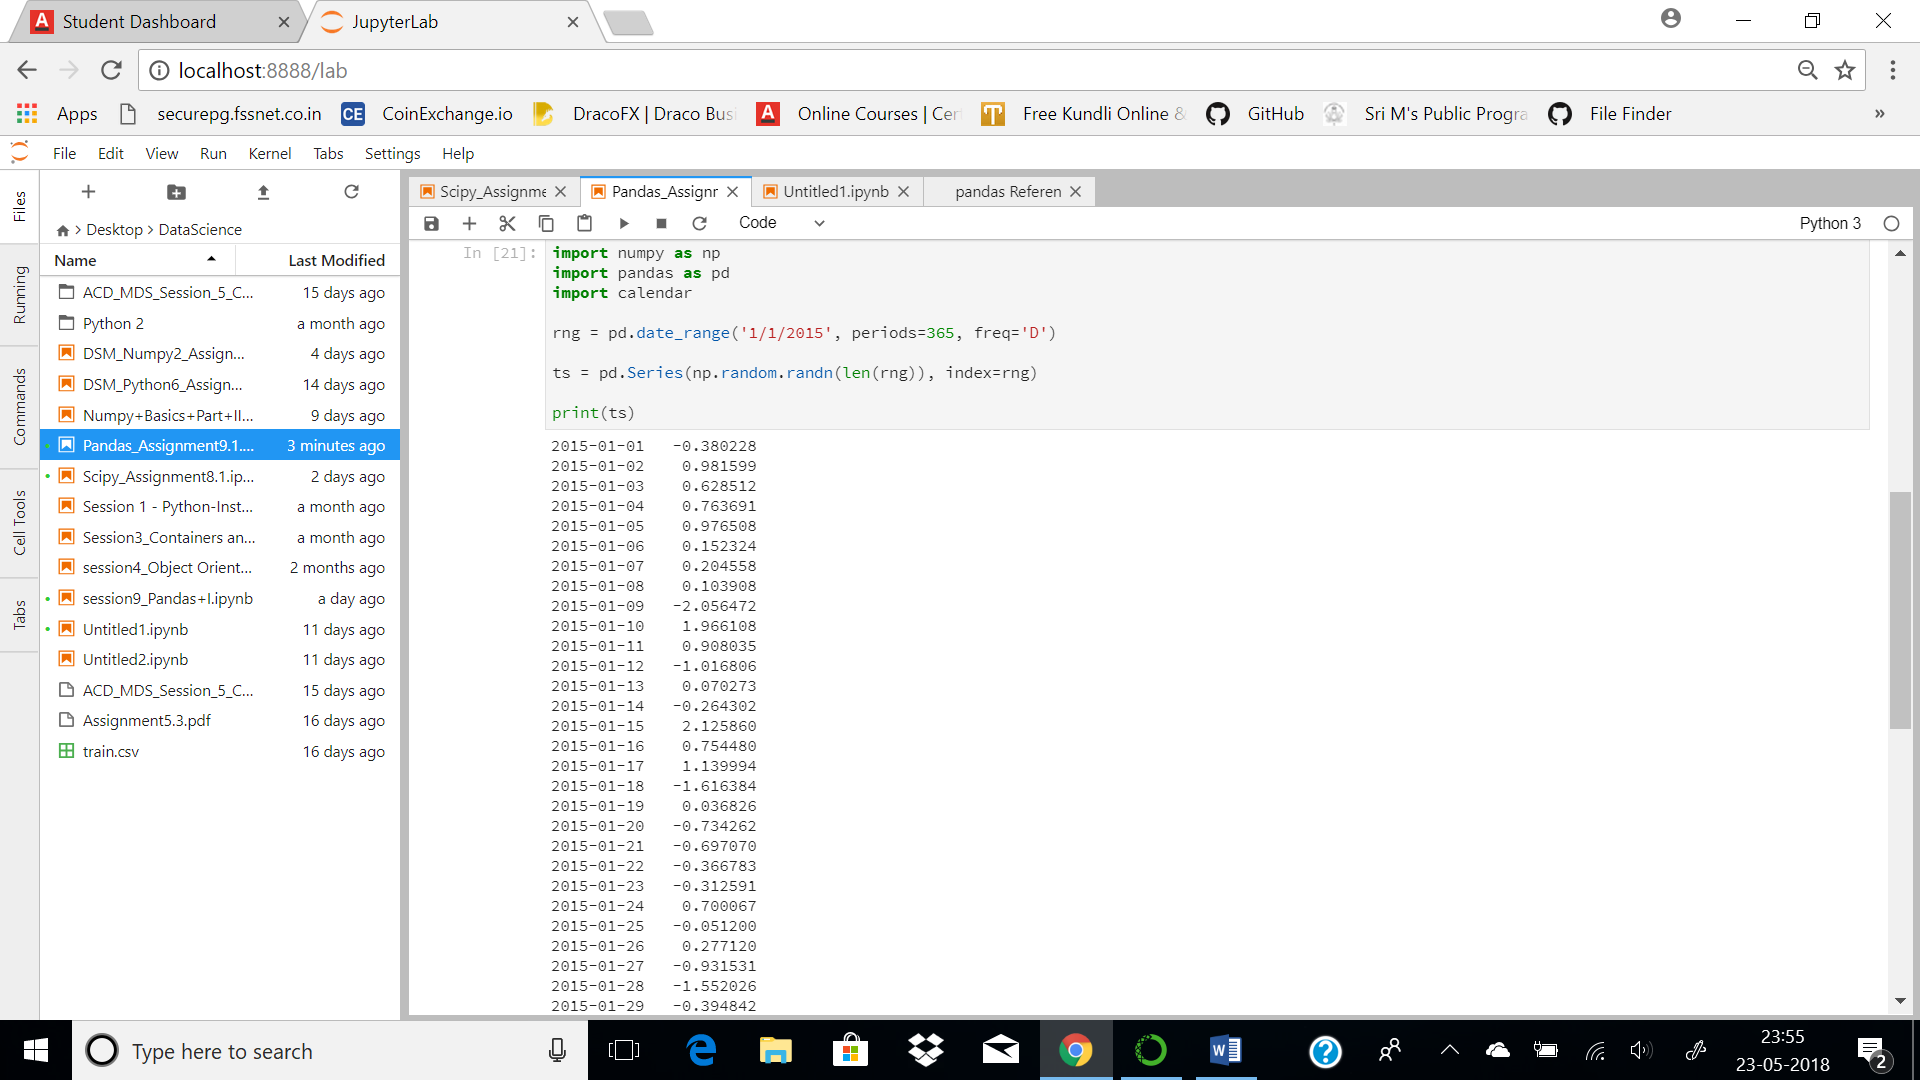 Student Dashboard
JupyterLab
localhost:8888/lab
Apps securepg.fssnet.co.in CE CoinExchange.io DracoFX | Draco Busi A Online Courses | Cer T Free Kundli Online & GitHub Sri M's Public Progra File Finder »
File Edit View Run Kernel Tabs Settings Help
Files
Running
Commands
Cell Tools
Tabs
Desktop > DataScience
Name Last Modified
ACD_MDS_Session_5_C... 15 days ago
Python 2 a month ago
DSM_Numpy2_Assign... 4 days ago
DSM_Python6_Assign... 14 days ago
Numpy+Basics+Part+II... 9 days ago
Pandas_Assignment9.1.... 3 minutes ago
Scipy_Assignment8.1.ip... 2 days ago
Session 1 - Python-Inst... a month ago
Session3_Containers an... a month ago
session4_Object Orient... 2 months ago
session9_Pandas+I.ipynb a day ago
Untitled1.ipynb 11 days ago
Untitled2.ipynb 11 days ago
ACD_MDS_Session_5_C... 15 days ago
Assignment5.3.pdf 16 days ago
train.csv 16 days ago
Scipy_Assignme Pandas_Assignr Untitled1.ipynb pandas Referen
Code Python 3
In [21]: import numpy as np
import pandas as pd
import calendar
rng = pd.date_range('1/1/2015', periods=365, freq='D')
ts = pd.Series(np.random.randn(len(rng)), index=rng)
print(ts)
2015-01-01 -0.380228
2015-01-02 0.981599
2015-01-03 0.628512
2015-01-04 0.763691
2015-01-05 0.976508
2015-01-06 0.152324
2015-01-07 0.204558
2015-01-08 0.103908
2015-01-09 -2.056472
2015-01-10 1.966108
2015-01-11 0.908035
2015-01-12 -1.016806
2015-01-13 0.070273
2015-01-14 -0.264302
2015-01-15 2.125860
2015-01-16 0.754480
2015-01-17 1.139994
2015-01-18 -1.616384
2015-01-19 0.036826
2015-01-20 -0.734262
2015-01-21 -0.697070
2015-01-22 -0.366783
2015-01-23 -0.312591
2015-01-24 0.700067
2015-01-25 -0.051200
2015-01-26 0.277120
2015-01-27 -0.931531
2015-01-28 -1.552026
2015-01-29 -0.394842
Type here to search
23:55
23-05-2018
2